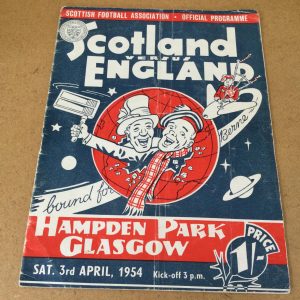 SCOTTISH FOOTBALL ASSOCIATION - OFFICIAL PROGRAMME
Scotland
VERSUS
ENGLAND
Berne
bound for
HAMPDEN PARK
GLASGOW
SAT. 3rd APRIL, 1954 Kick-off 3 p.m.
PRICE
1/-